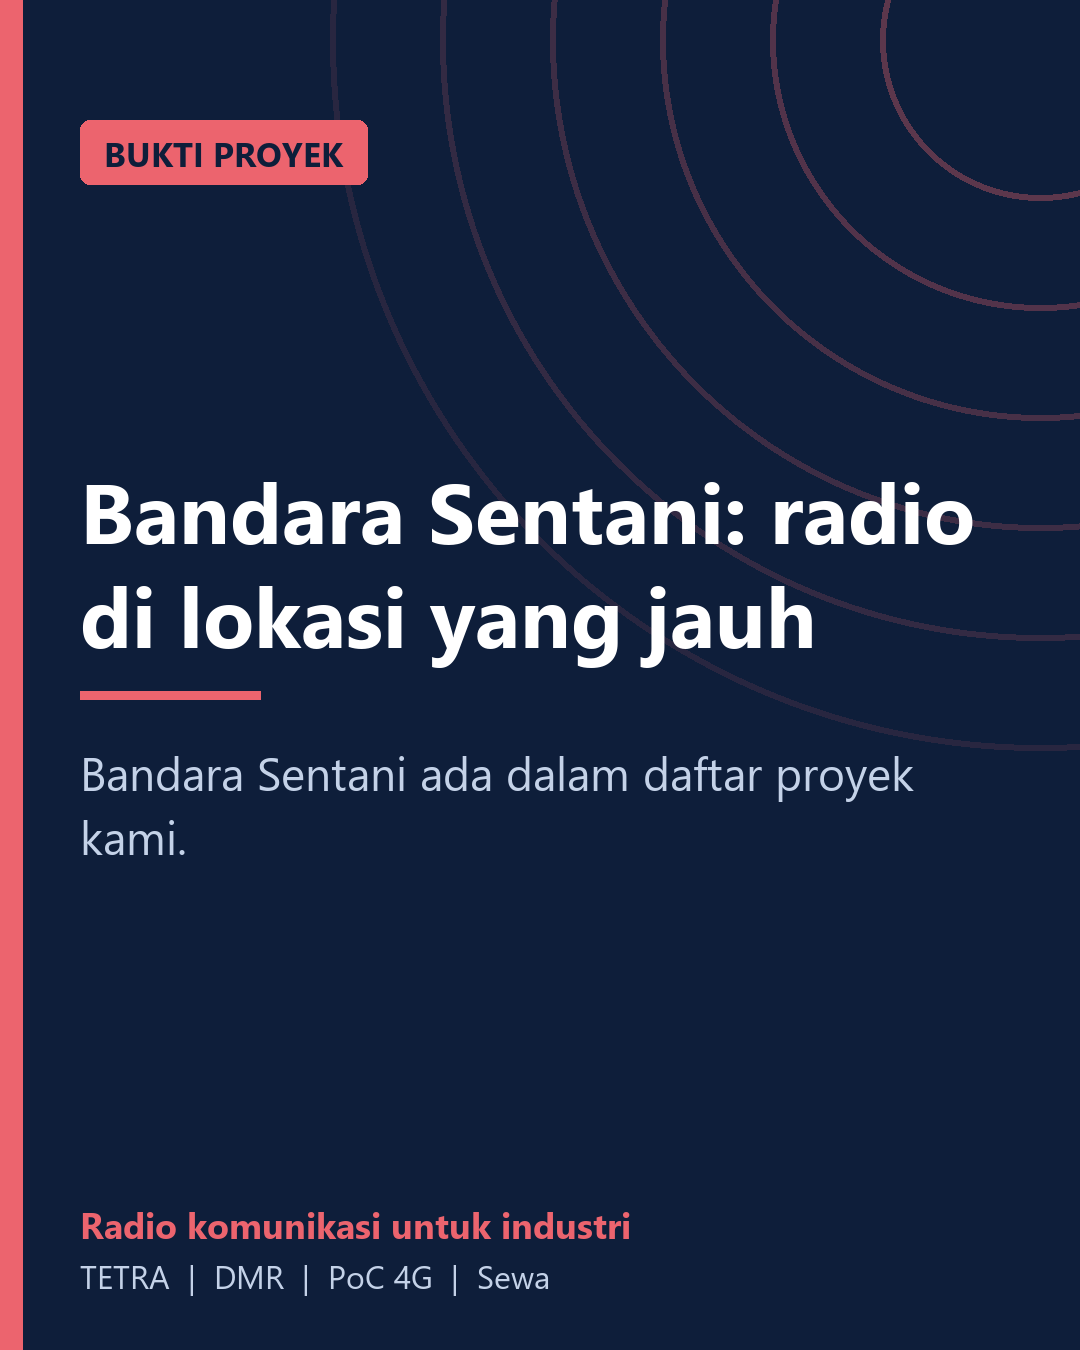 BUKTI PROYEK
Bandara Sentani: radio
di lokasi yang jauh
Bandara Sentani ada dalam daftar proyek
kami.
Radio komunikasi untuk industri
TETRA | DMR | PoC 4G | Sewa